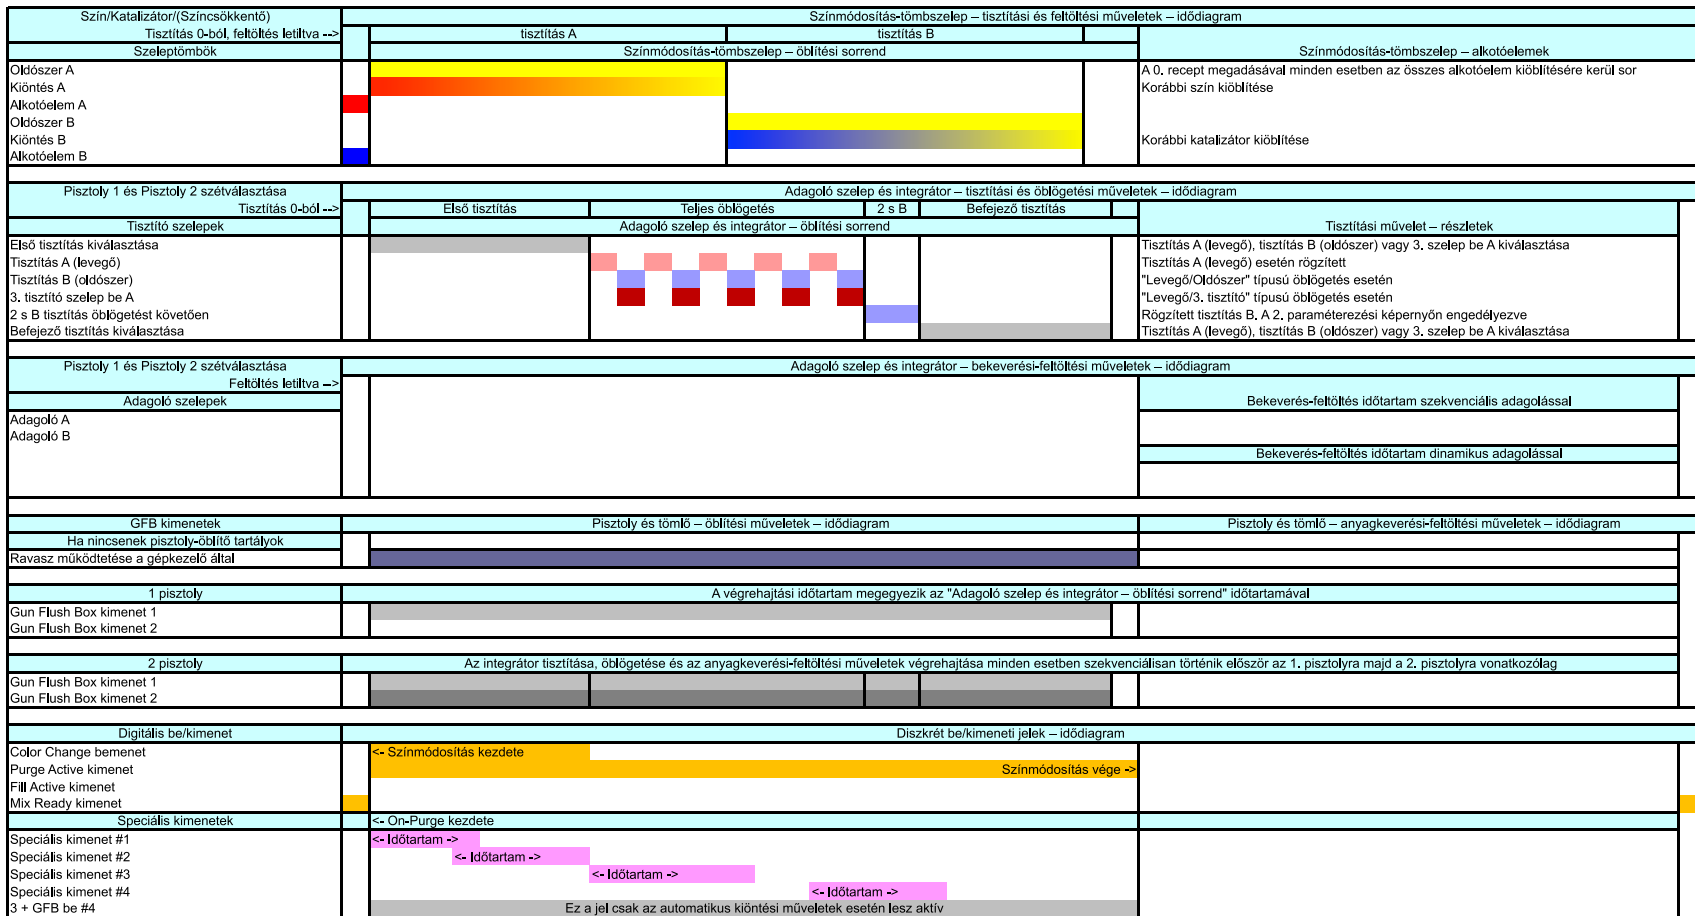 Szín/Katalizátor/(Színcsökkentő)
Színmódosítás-tömbszelep – tisztítási és feltöltési műveletek – idődiagram
Tisztítás 0-ból, feltöltés letiltva -->
tisztítás A
tisztítás B
Színmódosítás-tömbszelep – alkotóelemek
Szeleptömbök
Színmódosítás-tömbszelep – öblítési sorrend
Oldószer A
A 0. recept megadásával minden esetben az összes alkotóelem kiöblítésére kerül sor
Kiöntés A
Korábbi szín kiöblítése
Alkotóelem A
Oldószer B
Kiöntés B
Korábbi katalizátor kiöblítése
Alkotóelem B
Pisztoly 1 és Pisztoly 2 szétválasztása
Adagoló szelep és integrátor – tisztítási és öblögetési műveletek – idődiagram
Tisztítás 0-ból -->
Első tisztítás
Teljes öblögetés
2 s B
Befejező tisztítás
Tisztító szelepek
Adagoló szelep és integrátor – öblítési sorrend
Tisztítási művelet – részletek
Első tisztítás kiválasztása
Tisztítás A (levegő), tisztítás B (oldószer) vagy 3. szelep be A kiválasztása
Tisztítás A (levegő)
Tisztítás A (levegő) esetén rögzített
Tisztítás B (oldószer)
"Levegő/Oldószer" típusú öblögetés esetén
3. tisztító szelep be A
"Levegő/3. tisztító" típusú öblögetés esetén
2 s B tisztítás öblögetést követően
Rögzített tisztítás B. A 2. paraméterezési képernyőn engedélyezve
Befejező tisztítás kiválasztása
Tisztítás A (levegő), tisztítás B (oldószer) vagy 3. szelep be A kiválasztása
Pisztoly 1 és Pisztoly 2 szétválasztása
Adagoló szelep és integrátor – bekeverési-feltöltési műveletek – idődiagram
Feltöltés letiltva -->
Adagoló szelepek
Bekeverés-feltöltés időtartam szekvenciális adagolással
Adagoló A
Adagoló B
Bekeverés-feltöltés időtartam dinamikus adagolással
GFB kimenetek
Pisztoly és tömlő – öblítési műveletek – idődiagram
Pisztoly és tömlő – anyagkeverési-feltöltési műveletek – idődiagram
Ha nincsenek pisztoly-öblítő tartályok
Ravasz működtetése a gépkezelő által
1 pisztoly
A végrehajtási időtartam megegyezik az "Adagoló szelep és integrátor – öblítési sorrend" időtartamával
Gun Flush Box kimenet 1
Gun Flush Box kimenet 2
2 pisztoly
Az integrátor tisztítása, öblögetése és az anyagkeverési-feltöltési műveletek végrehajtása minden esetben szekvenciálisan történik először az 1. pisztolyra majd a 2. pisztolyra vonatkozólag
Gun Flush Box kimenet 1
Gun Flush Box kimenet 2
Digitális be/kimenet
Diszkrét be/kimeneti jelek – idődiagram
Color Change bemenet
<- Színmódosítás kezdete
Purge Active kimenet
Színmódosítás vége ->
Fill Active kimenet
Mix Ready kimenet
Speciális kimenetek
<- On-Purge kezdete
Speciális kimenet #1
<- Időtartam ->
Speciális kimenet #2
<- Időtartam ->
Speciális kimenet #3
<- Időtartam ->
Speciális kimenet #4
<- Időtartam ->
3 + GFB be #4
Ez a jel csak az automatikus kiöntési műveletek esetén lesz aktív